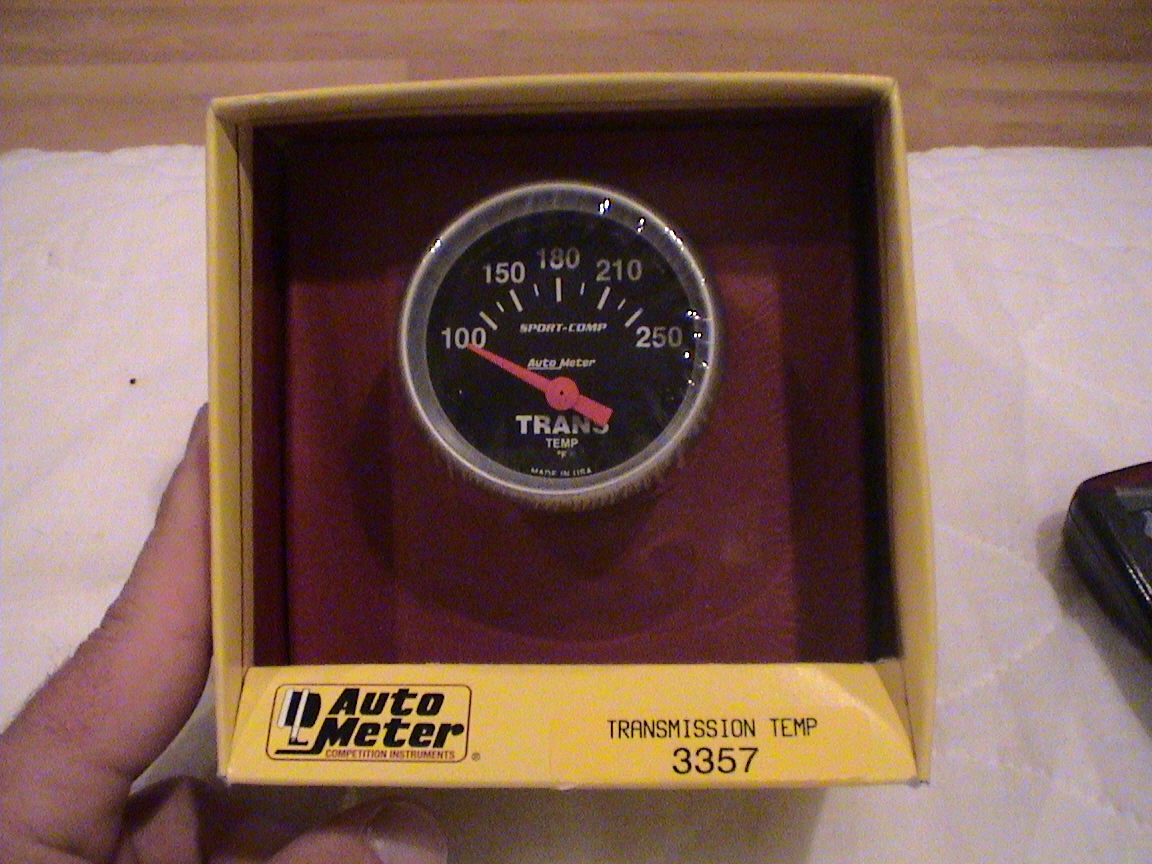 150 180 210
100 250
SPORT-COMP
Auto Meter
TRANS
TEMP
°F
MADE IN USA
Auto
Meter
COMPETITION INSTRUMENTS ®
TRANSMISSION TEMP
3357